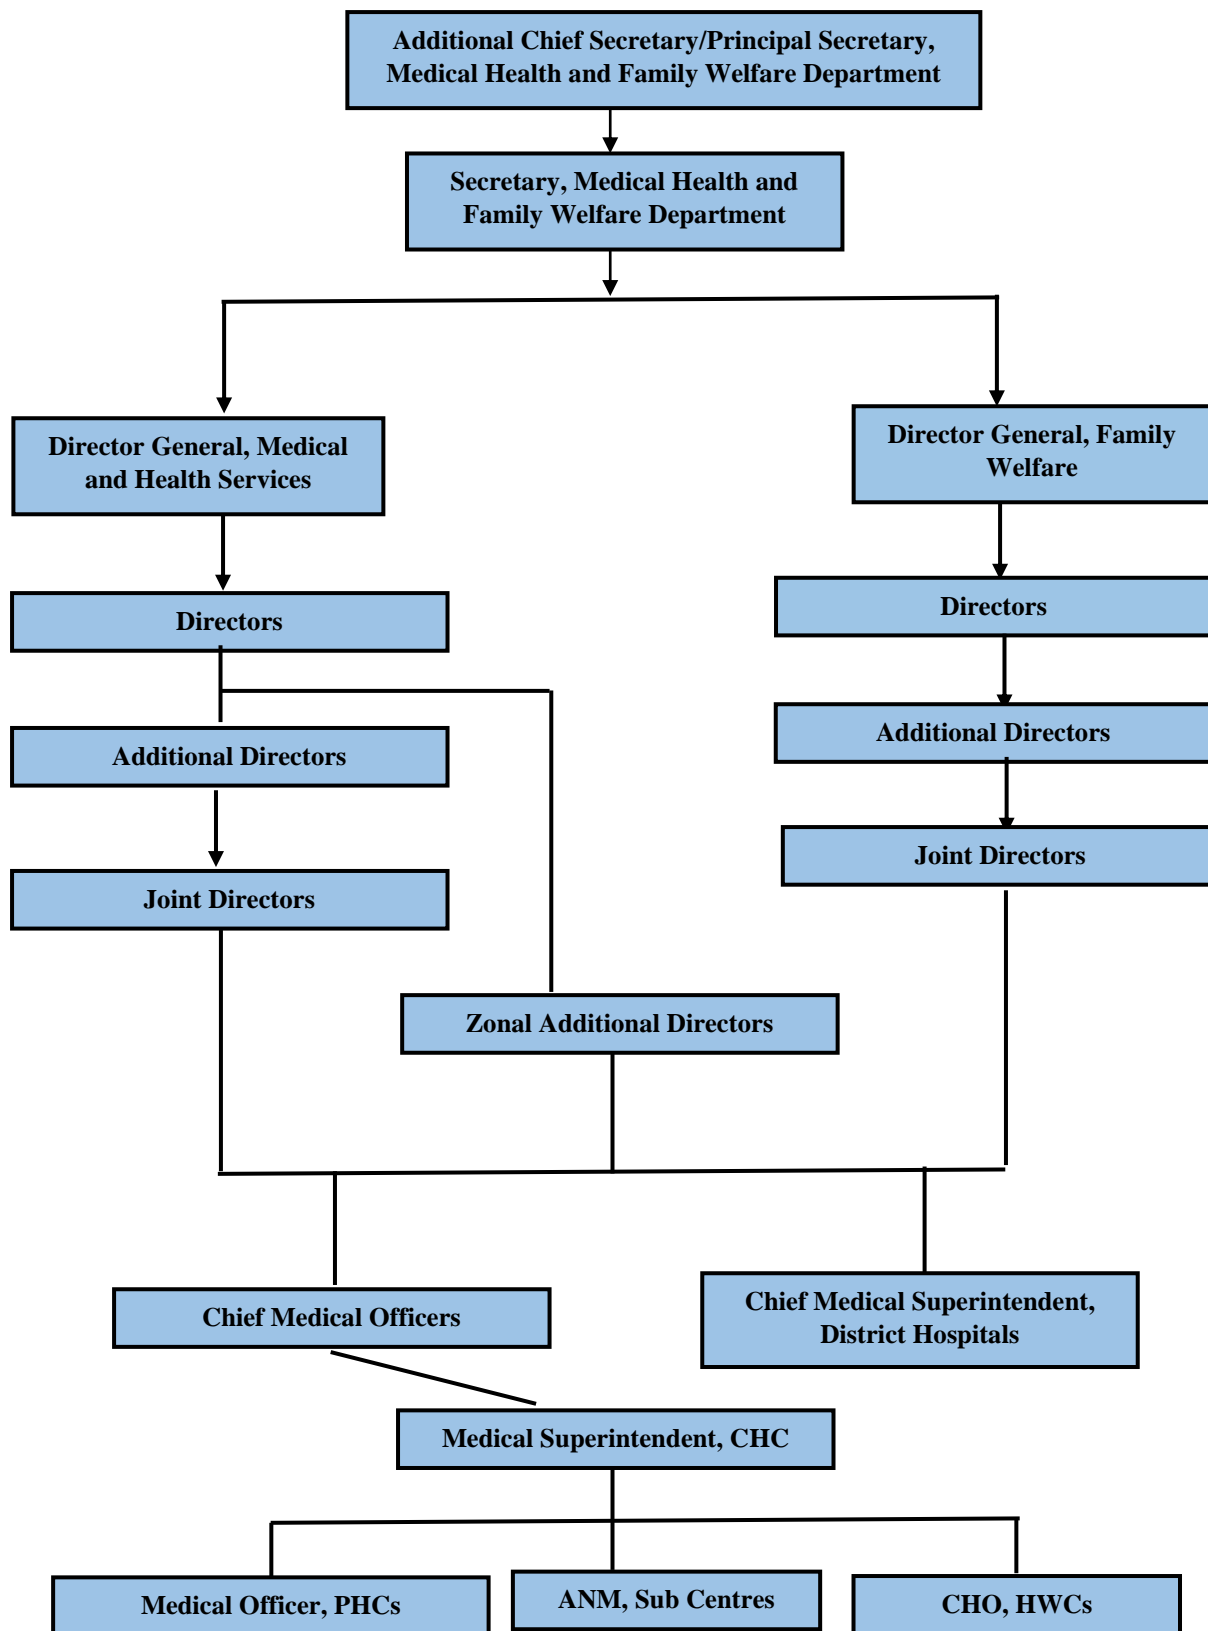 Additional Chief Secretary/Principal Secretary,
Medical Health and Family Welfare Department
Secretary, Medical Health and
Family Welfare Department
Director General, Medical
and Health Services
Director General, Family
Welfare
Directors
Directors
Additional Directors
Additional Directors
Joint Directors
Joint Directors
Zonal Additional Directors
Chief Medical Officers
Chief Medical Superintendent,
District Hospitals
Medical Superintendent, CHC
Medical Officer, PHCs
ANM, Sub Centres
CHO, HWCs